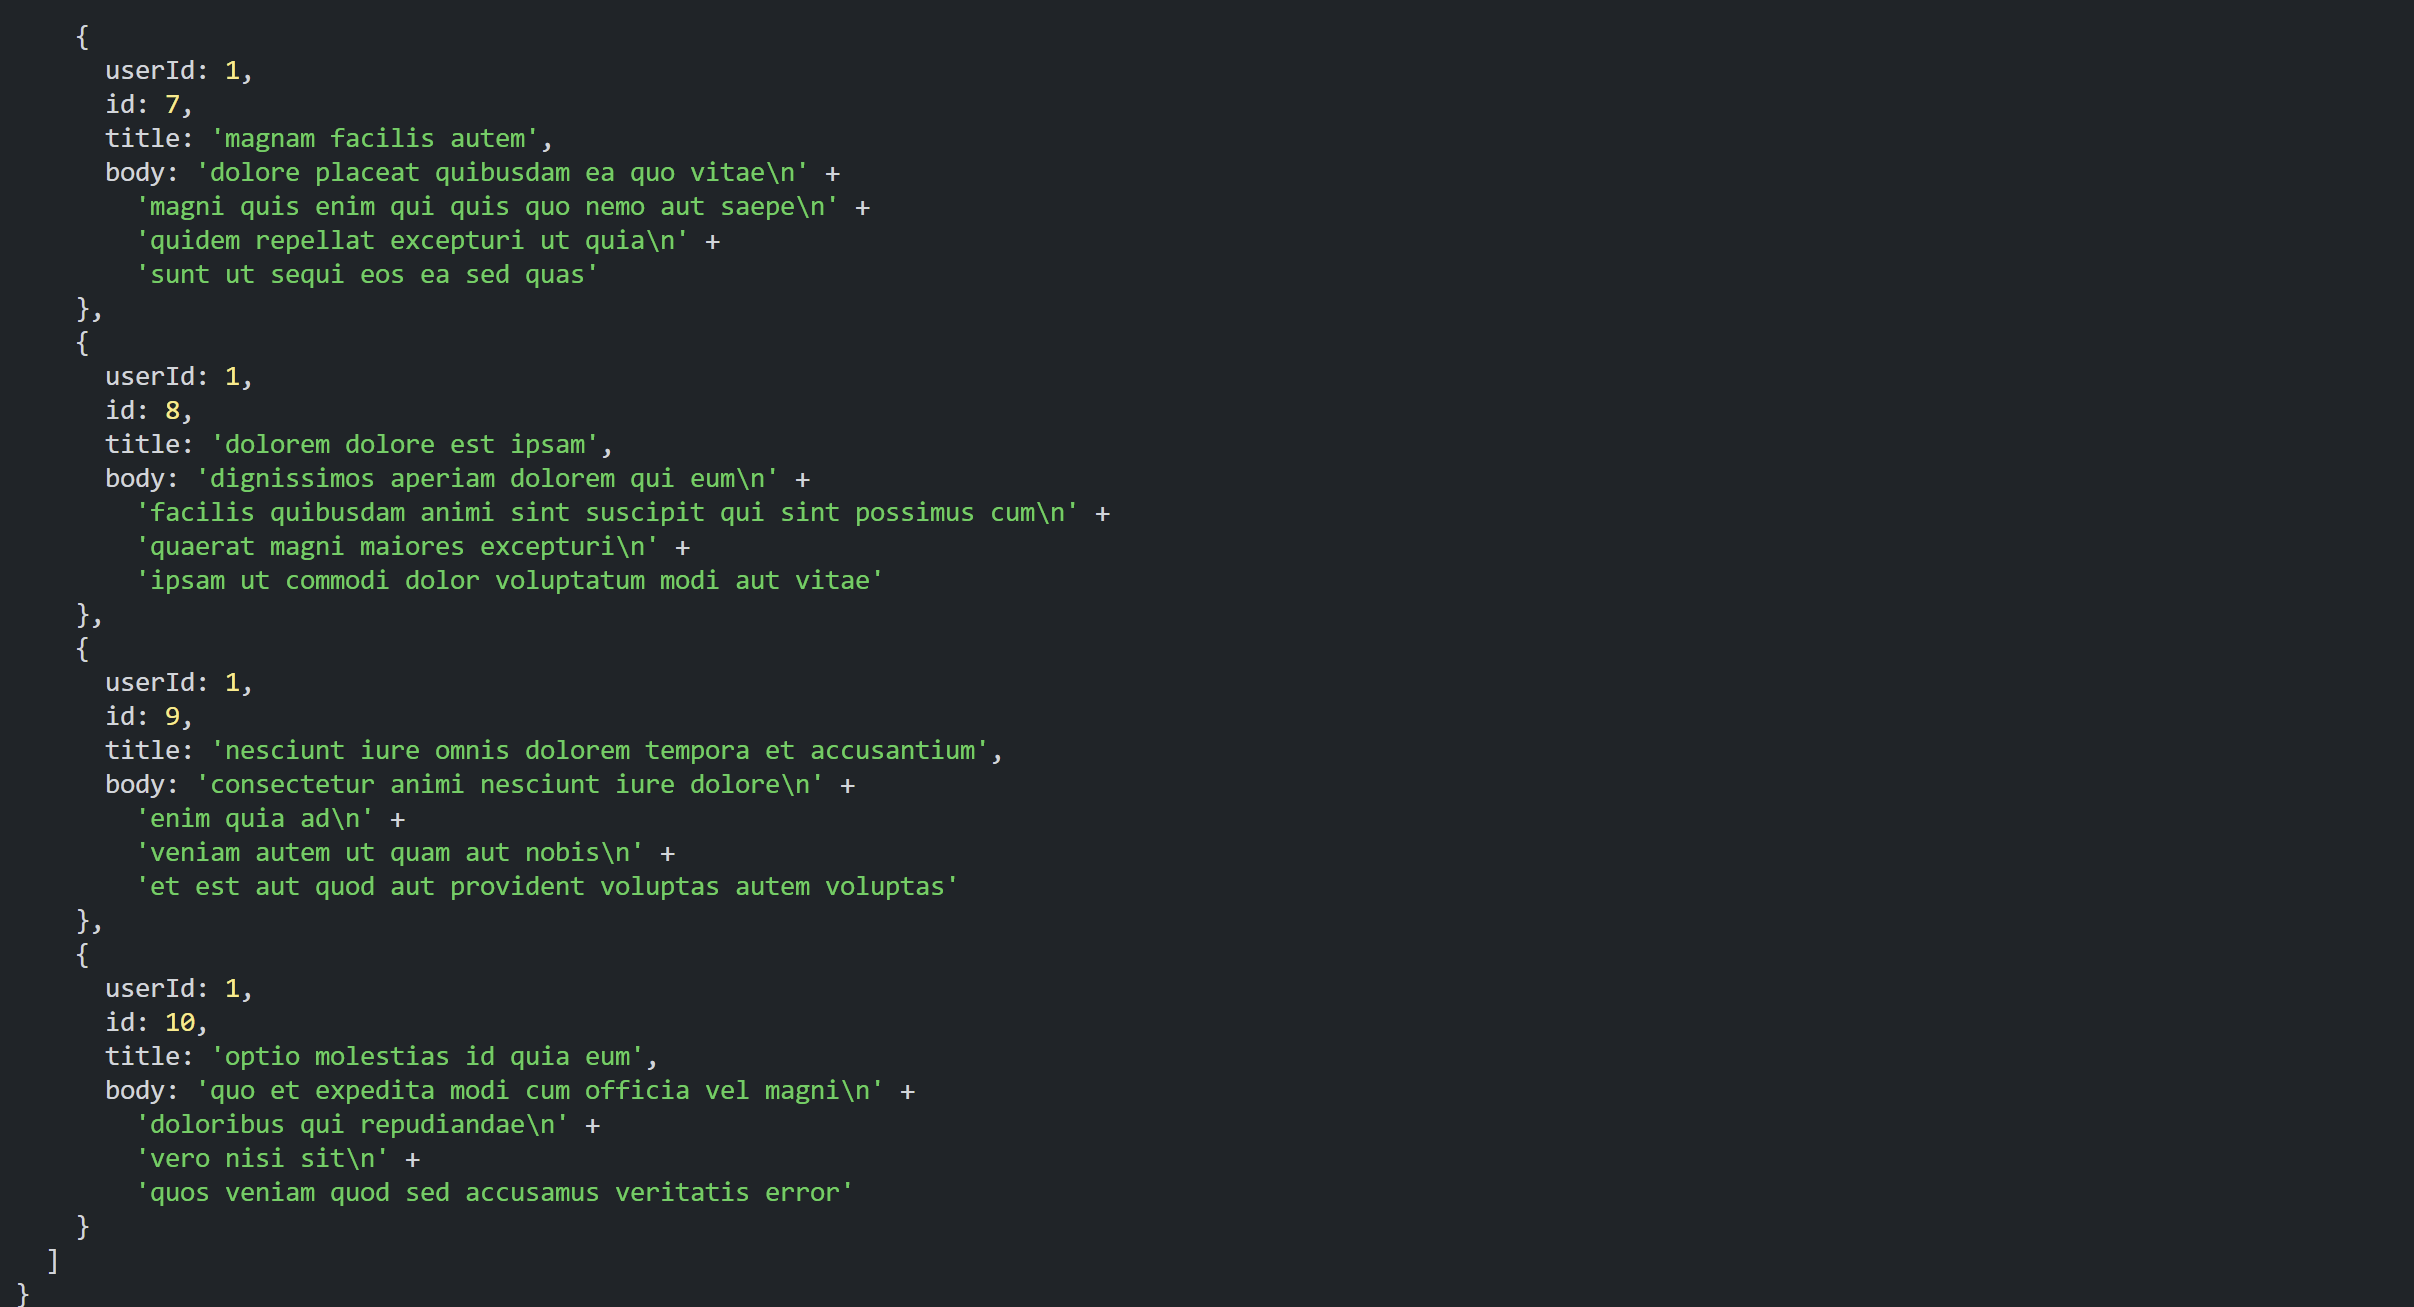 {
userId: 1,
id: 7,
title: 'magnam facilis autem',
body: 'dolore placeat quibusdam ea quo vitae\n' +
'magni quis enim qui quis quo nemo aut saepe\n' +
'quidem repellat excepturi ut quia\n' +
'sunt ut sequi eos ea sed quas'
},
{
userId: 1,
id: 8,
title: 'dolorem dolore est ipsam',
body: 'dignissimos aperiam dolorem qui eum\n' +
'facilis quibusdam animi sint suscipit qui sint possimus cum\n' +
'quaerat magni maiores excepturi\n' +
'ipsam ut commodi dolor voluptatum modi aut vitae'
},
{
userId: 1,
id: 9,
title: 'nesciunt iure omnis dolorem tempora et accusantium',
body: 'consectetur animi nesciunt iure dolore\n' +
'enim quia ad\n' +
'veniam autem ut quam aut nobis\n' +
'et est aut quod aut provident voluptas autem voluptas'
},
{
userId: 1,
id: 10,
title: 'optio molestias id quia eum',
body: 'quo et expedita modi cum officia vel magni\n' +
'doloribus qui repudiandae\n' +
'vero nisi sit\n' +
'quos veniam quod sed accusamus veritatis error'
}
]
}